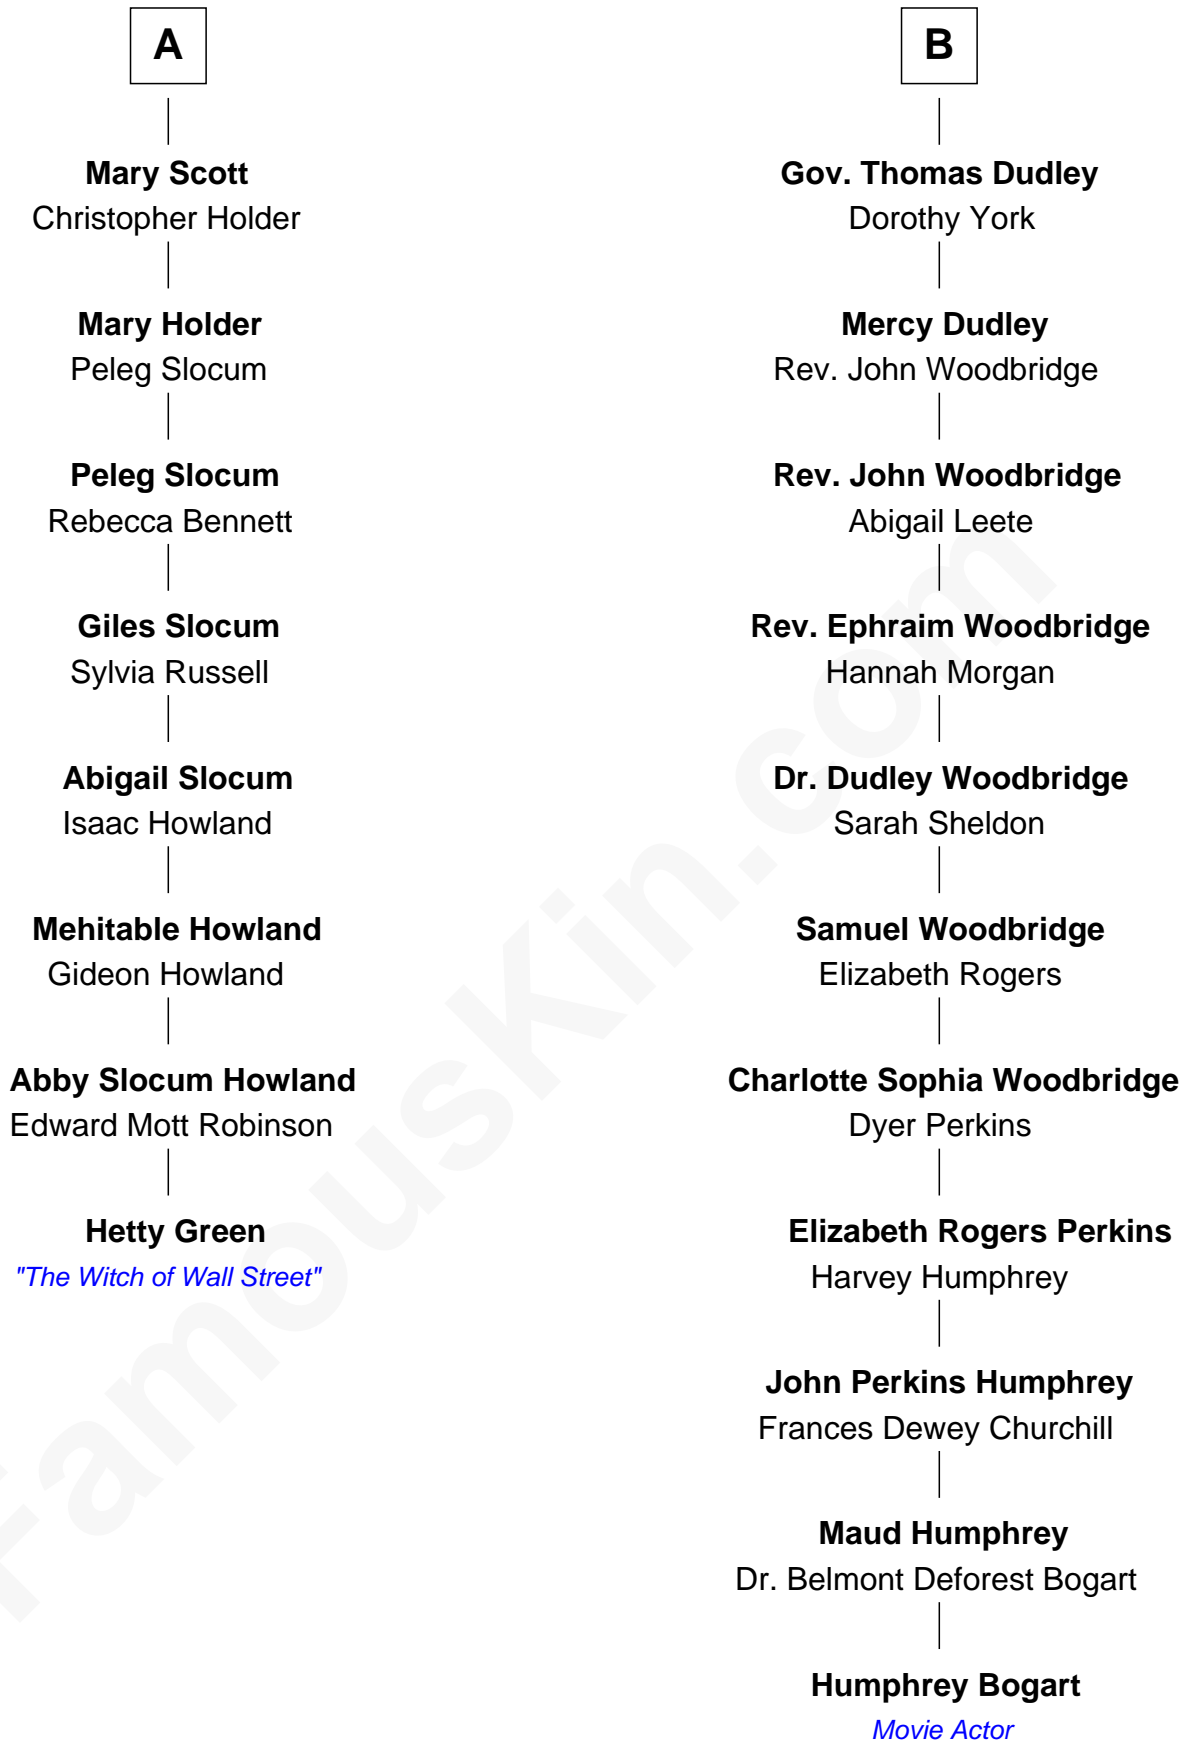 A
Mary Scott
Christopher Holder
Mary Holder
Peleg Slocum
Peleg Slocum
Rebecca Bennett
Giles Slocum
Sylvia Russell
Abigail Slocum
Isaac Howland
Mehitable Howland
Gideon Howland
Abby Slocum Howland
Edward Mott Robinson
Hetty Green
"The Witch of Wall Street"
B
Gov. Thomas Dudley
Dorothy York
Mercy Dudley
Rev. John Woodbridge
Rev. John Woodbridge
Abigail Leete
Rev. Ephraim Woodbridge
Hannah Morgan
Dr. Dudley Woodbridge
Sarah Sheldon
Samuel Woodbridge
Elizabeth Rogers
Charlotte Sophia Woodbridge
Dyer Perkins
Elizabeth Rogers Perkins
Harvey Humphrey
John Perkins Humphrey
Frances Dewey Churchill
Maud Humphrey
Dr. Belmont Deforest Bogart
Humphrey Bogart
Movie Actor
FamousKin.com